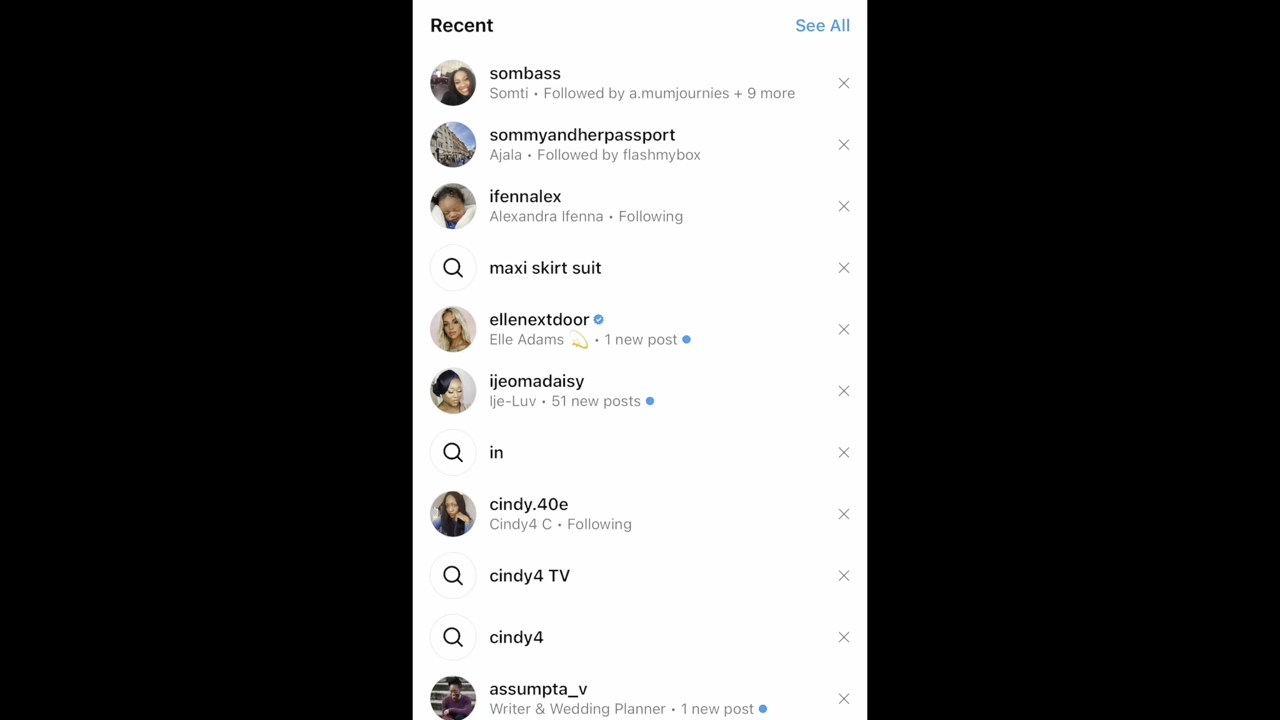 Recent
See All
sombass
Somti • Followed by a.mumjournies + 9 more
sommyandherpassport
Ajala • Followed by flashmybox
ifennalex
Alexandra Ifenna • Following
maxi skirt suit
ellenextdoor
Elle Adams 💫 • 1 new post
ijeomadaisy
Ije-Luv • 51 new posts
in
cindy.40e
Cindy4 C • Following
cindy4 TV
cindy4
assumpta_v
Writer & Wedding Planner • 1 new post